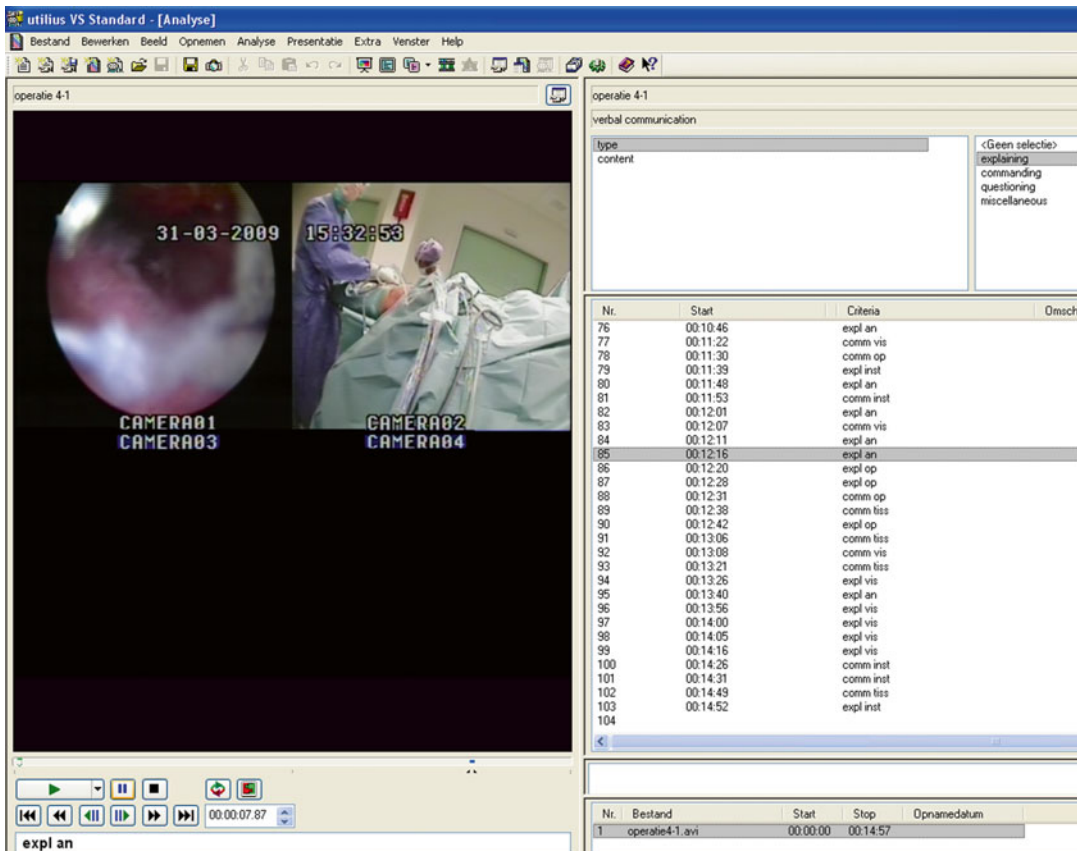 utilius VS Standard - [Analyse]
Bestand Bewerken Beeld Opnemen Analyse Presentatie Extra Venster Help
operatie 4-1
31-03-2009 15:32:53
CAMERA01 CAMERA02
CAMERA03 CAMERA04
00:00:07.87
expl an
operatie 4-1
verbal communication
type
content
<Geen selectie>
explaining
commanding
questioning
miscellaneous
Nr. Start Criteria Omsch
76 00:10:46 expl an
77 00:11:22 comm vis
78 00:11:30 comm op
79 00:11:39 expl inst
80 00:11:48 expl an
81 00:11:53 comm inst
82 00:12:01 expl an
83 00:12:07 comm vis
84 00:12:11 expl an
85 00:12:16 expl an
86 00:12:20 expl op
87 00:12:28 expl op
88 00:12:31 comm op
89 00:12:38 comm tiss
90 00:12:42 expl op
91 00:13:06 comm tiss
92 00:13:08 comm vis
93 00:13:21 comm tiss
94 00:13:26 expl vis
95 00:13:40 expl an
96 00:13:56 expl vis
97 00:14:00 expl vis
98 00:14:05 expl vis
99 00:14:16 expl vis
100 00:14:26 comm inst
101 00:14:31 comm inst
102 00:14:49 comm tiss
103 00:14:52 expl inst
104
Nr. Bestand Start Stop Opnamedatum
1 operatie4-1.avi 00:00:00 00:14:57